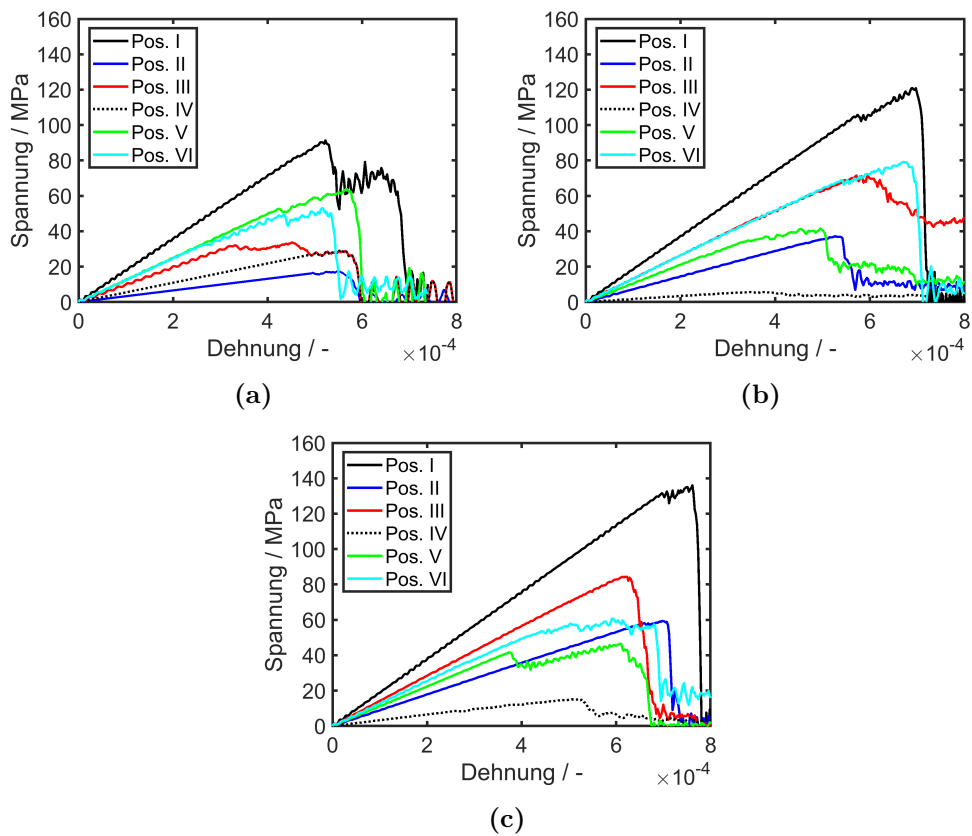 160
140
120
100
80
60
40
20
0
Spannung / MPa
Pos. I
Pos. II
Pos. III
Pos. IV
Pos. V
Pos. VI
0 2 4 6 8
Dehnung / -
×10-4
(a)
160
140
120
100
80
60
40
20
0
Spannung / MPa
Pos. I
Pos. II
Pos. III
Pos. IV
Pos. V
Pos. VI
0 2 4 6 8
Dehnung / -
×10-4
(b)
160
140
120
100
80
60
40
20
0
Spannung / MPa
Pos. I
Pos. II
Pos. III
Pos. IV
Pos. V
Pos. VI
0 2 4 6 8
Dehnung / -
×10-4
(c)